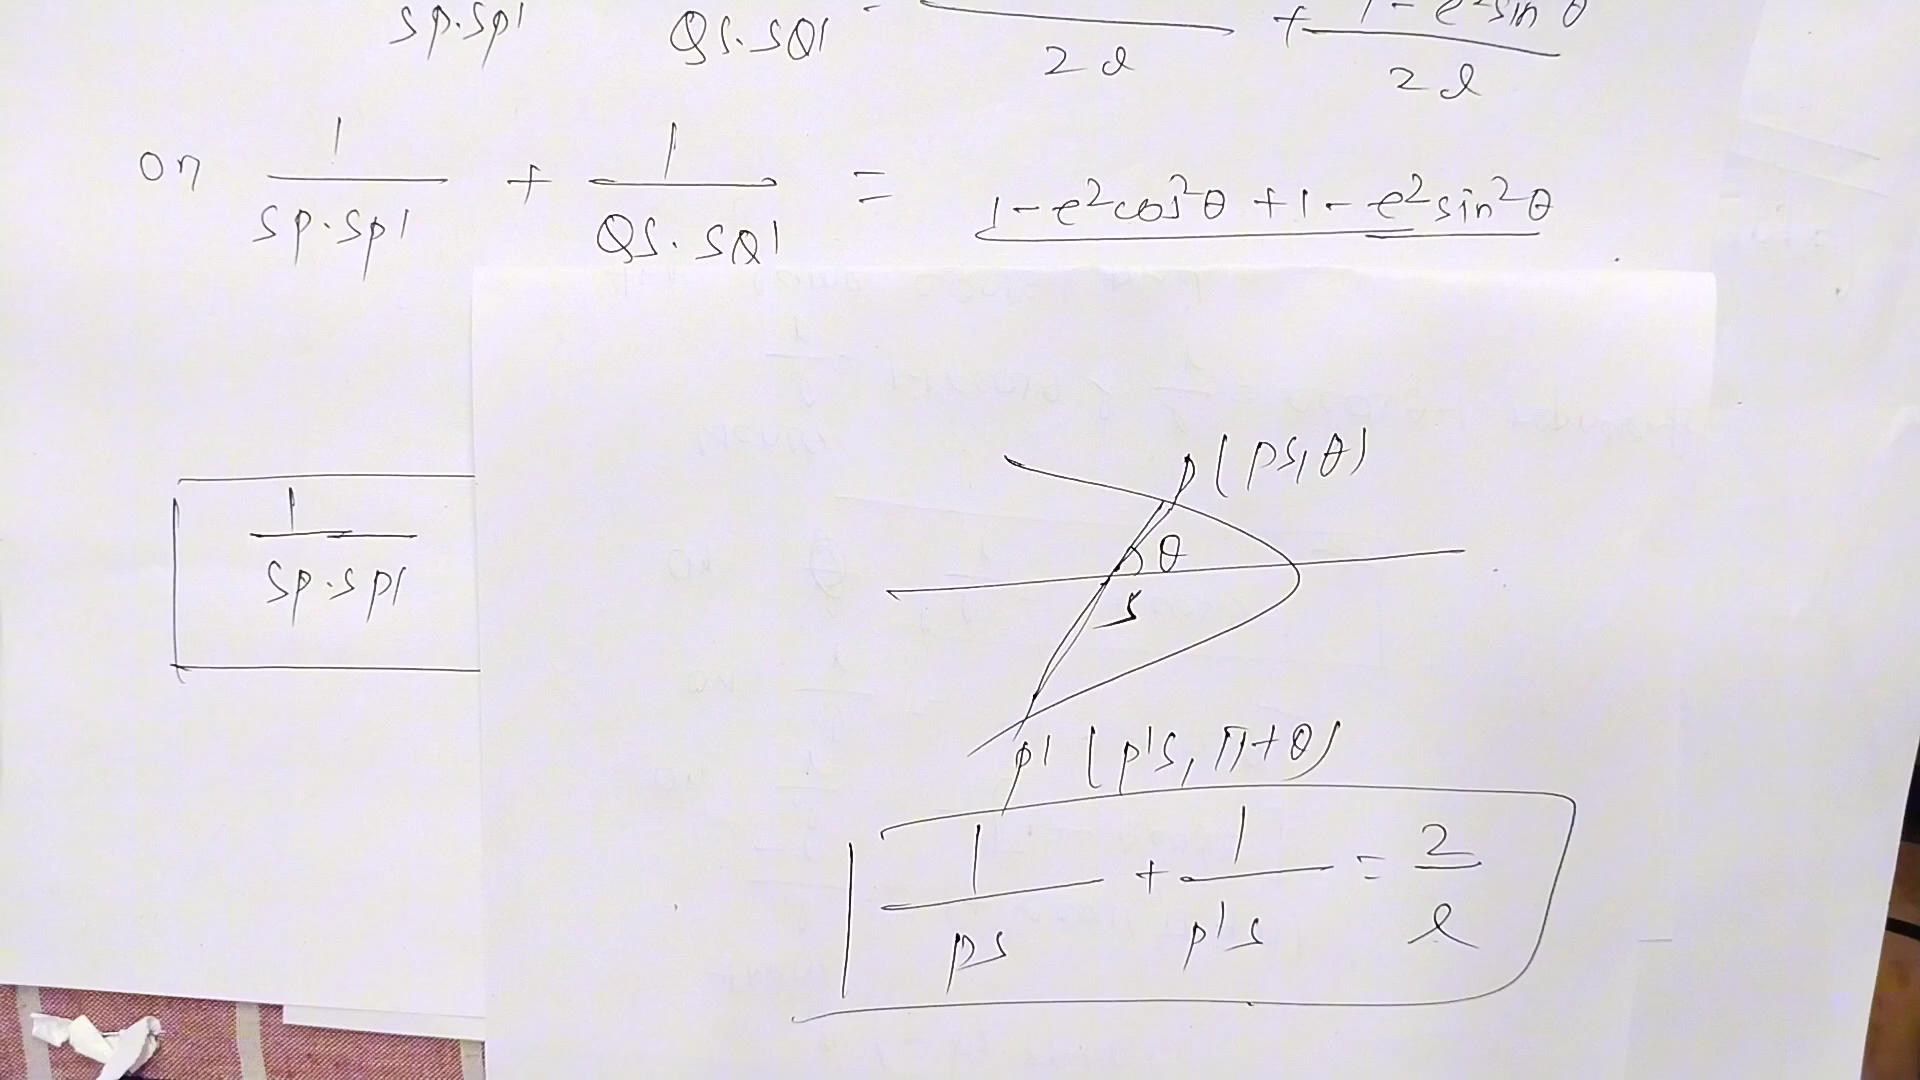 SP.SP' QS.SQ' = 2l + 1-e²sin θ / 2l
or 1/SP.SP' + 1/QS.SQ' = 1-e²cos²θ+1-e²sin²θ
1/SP.SP'
P(PS,θ)
θ
S
P' (P'S, π+θ)
1/PS + 1/P'S = 2/l